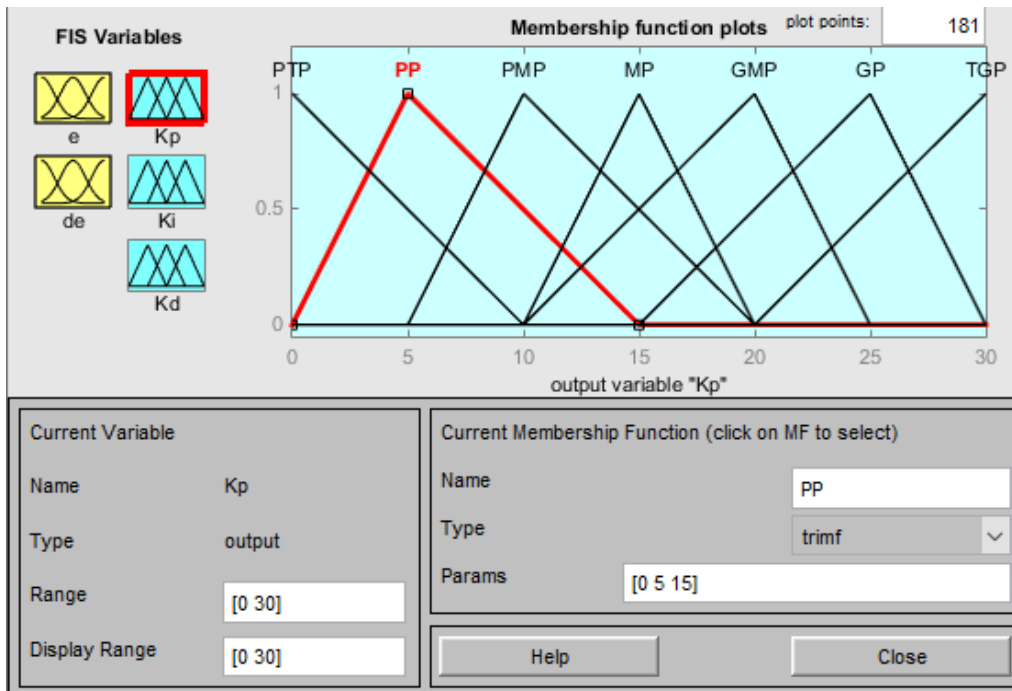 FIS Variables
Membership function plots
plot points:
181
e
Kp
de
Ki
Kd
PTP
PP
PMP
MP
GMP
GP
TGP
1
0.5
0
0
5
10
15
20
25
30
output variable "Kp"
Current Variable
Name
Kp
Type
output
Range
[0 30]
Display Range
[0 30]
Current Membership Function (click on MF to select)
Name
PP
Type
trimf
Params
[0 5 15]
Help
Close